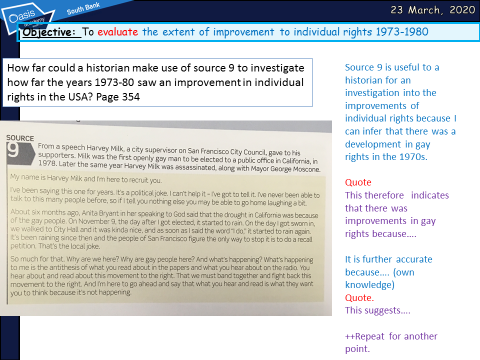 Oasis
Academy
South Bank
23 March, 2020
Objective: To evaluate the extent of improvement to individual rights 1973-1980
How far could a historian make use of source 9 to investigate
how far the years 1973-80 saw an improvement in individual
rights in the USA? Page 354
SOURCE
9
From a speech Harvey Milk, a city supervisor on San Francisco City Council, gave to his
supporters. Milk was the first openly gay man to be elected to a public office in California, in
1978. Later the same year Harvey Milk was assassinated, along with Mayor George Moscone.
My name is Harvey Milk and I'm here to recruit you.
I've been saying this one for years. It's a political joke. I can't help it – I've got to tell it. I've never been able to
talk to this many people before, so if I tell you nothing else you may be able to go home laughing a bit.
About six months ago, Anita Bryant in her speaking to God said that the drought in California was because
of the gay people. On November 9, the day after I got elected, it started to rain. On the day I got sworn in,
we walked to City Hall and it was kinda nice, and as soon as I said the word "I do," it started to rain again.
It's been raining since then and the people of San Francisco figure the only way to stop it is to do a recall
petition. That's the local joke.
So much for that. Why are we here? Why are gay people here? And what's happening? What's happening
to me is the antithesis of what you read about in the papers and what you hear about on the radio. You
hear about and read about this movement to the right. That we must band together and fight back this
movement to the right. And I'm here to go ahead and say that what you hear and read is what they want
you to think because it's not happening.
Source 9 is useful to a
historian for an
investigation into the
improvements of
individual rights because I
can infer that there was a
development in gay
rights in the 1970s.
Quote
This therefore indicates
that there was
improvements in gay
rights because....
It is further accurate
because.... (own
knowledge)
Quote.
This suggests....
++Repeat for another
point.